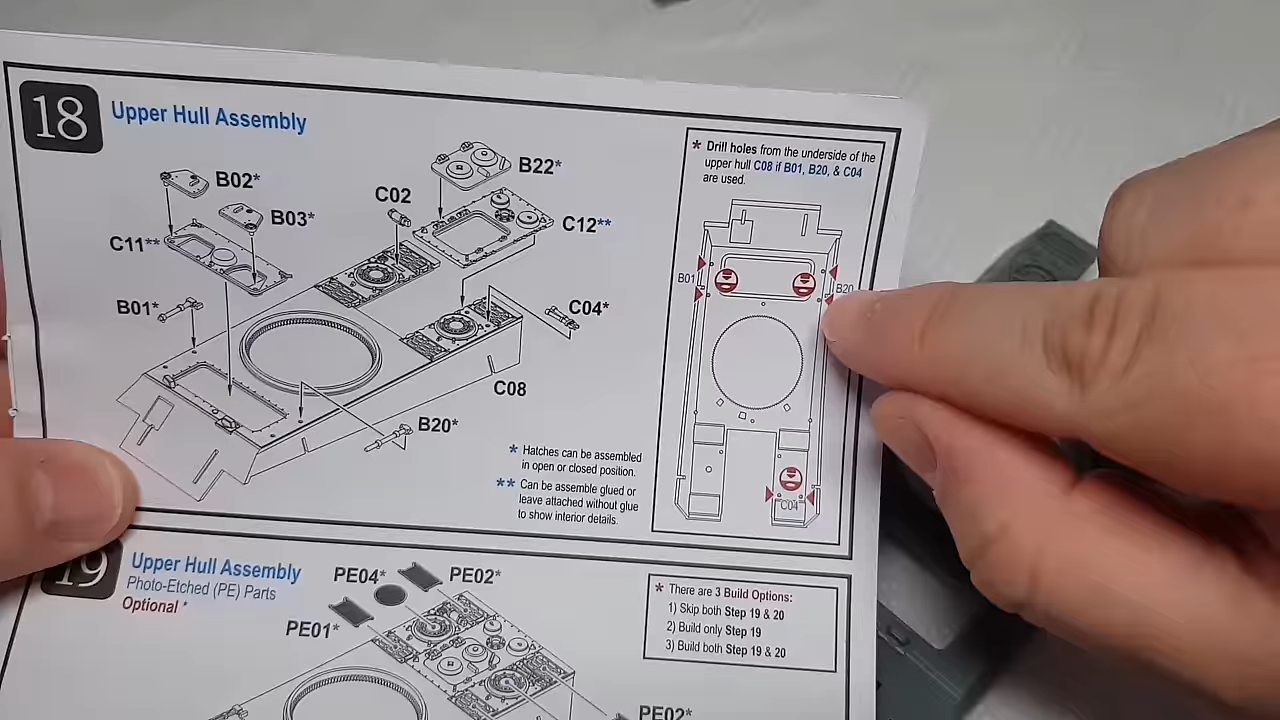 18
Upper Hull Assembly
B02*
B03*
C11**
B01*
C02
B22*
C12**
C04*
C08
B20*
* Hatches can be assembled
in open or closed position.
** Can be assemble glued or
leave attached without glue
to show interior details.
* Drill holes from the underside of the
upper hull C08 if B01, B20, & C04
are used.
B01
B20
C04
19
Upper Hull Assembly
Photo-Etched (PE) Parts
Optional *
PE04*
PE02*
PE01*
* There are 3 Build Options:
1) Skip both Step 19 & 20
2) Build only Step 19
3) Build both Step 19 & 20
PE02*